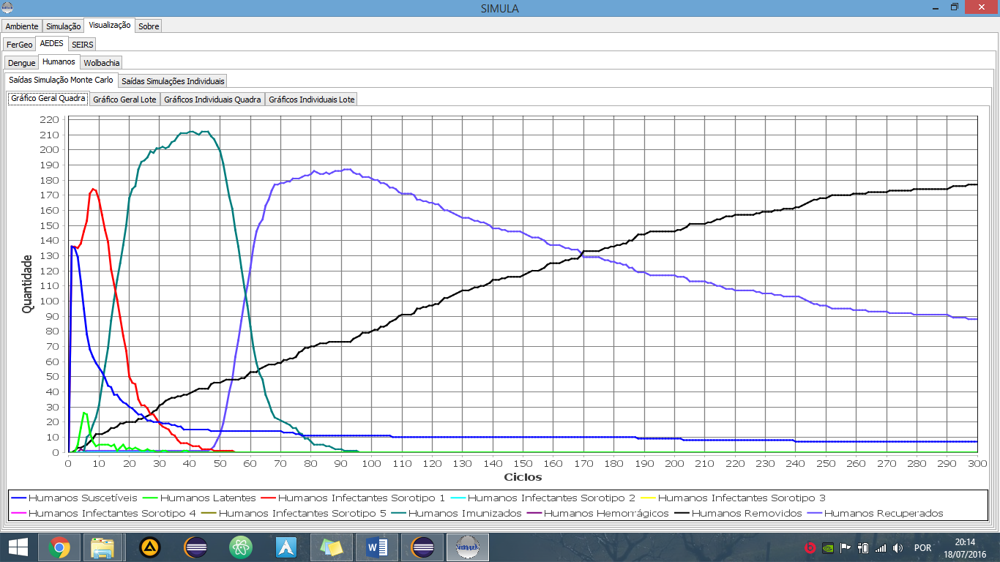 SIMULA
Ambiente Simulação Visualização Sobre
FerGeo AEDES SEIRS
Dengue Humanos Wolbachia
Saídas Simulação Monte Carlo Saídas Simulações Individuais
Gráfico Geral Quadra Gráfico Geral Lote Gráficos Individuais Quadra Gráficos Individuais Lote
220
210
200
190
180
170
160
150
140
130
120
110
100
90
80
70
60
50
40
30
20
10
0
Quantidade
0 10 20 30 40 50 60 70 80 90 100 110 120 130 140 150 160 170 180 190 200 210 220 230 240 250 260 270 280 290 300
Ciclos
Humanos Suscetíveis Humanos Latentes Humanos Infectantes Sorotipo 1 Humanos Infectantes Sorotipo 2 Humanos Infectantes Sorotipo 3
Humanos Infectantes Sorotipo 4 Humanos Infectantes Sorotipo 5 Humanos Imunizados Humanos Hemorrágicos Humanos Removidos Humanos Recuperados
POR
20:14
18/07/2016